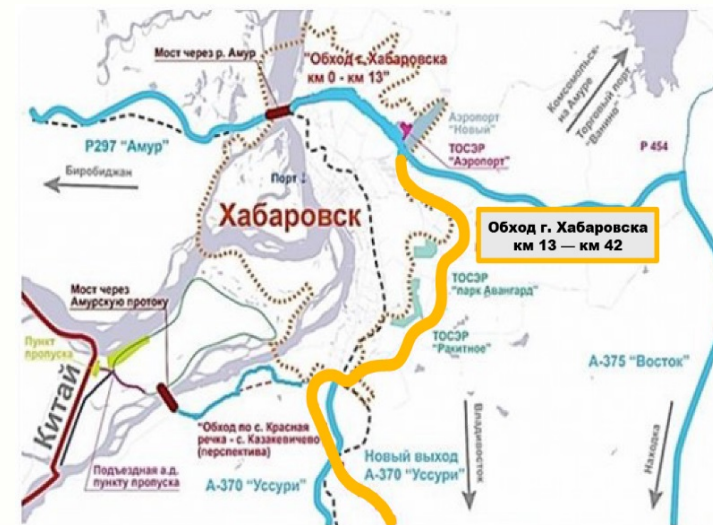 Мост через р. Амур
"Обход г. Хабаровска
км 0 - км 13"
Комсомольск-
на Амуре
Торговый порт
"Ванино"
Аэропорт
"Новый"
ТОСЭР
"Аэропорт"
Р 454
Р297 "Амур"
Биробиджан
Порт
Хабаровск
Обход г. Хабаровска
км 13 — км 42
ТОСЭР
"парк Авангард"
Мост через
Амурскую протоку
Пункт
пропуска
ТОСЭР
"Ракитное"
А-375 "Восток"
Китай
"Обход по с. Красная
речка - с. Казакевичево
(перспектива)
Владивосток
Находка
Подъездная а.д.
пункту пропуска
А-370 "Уссури"
Новый выход
А-370 "Уссури"